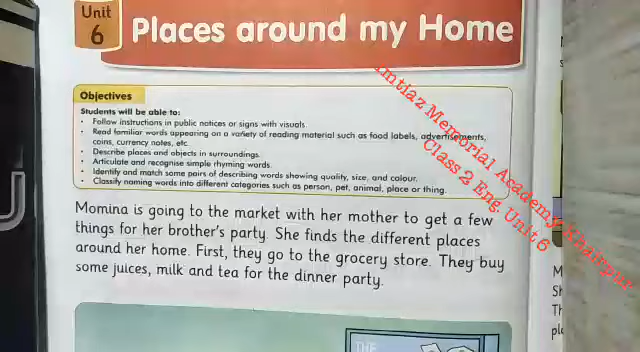 Unit
6
Places around my Home
Objectives
Students will be able to:
• Follow instructions in public notices or signs with visuals.
• Read familiar words appearing on a variety of reading material such as food labels, advertisements,
coins, currency notes, etc.
• Describe places and objects in surroundings.
• Articulate and recognise simple rhyming words.
• Identify and match some pairs of describing words showing quality, size, and colour.
• Classify naming words into different categories such as person, pet, animal, place or thing.
Momina is going to the market with her mother to get a few
things for her brother's party. She finds the different places
around her home. First, they go to the grocery store. They buy
some juices, milk and tea for the dinner party.
THE
Imtiaz Memorial Academy Khairpur
Class 2 Eng. Unit 6
M
Sh
Th
pl